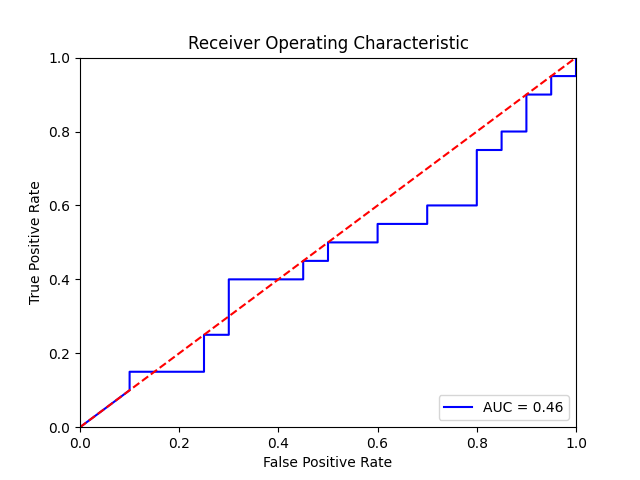 Receiver Operating Characteristic
1.0
0.8
0.6
0.4
0.2
0.0
True Positive Rate
AUC = 0.46
0.0 0.2 0.4 0.6 0.8 1.0
False Positive Rate